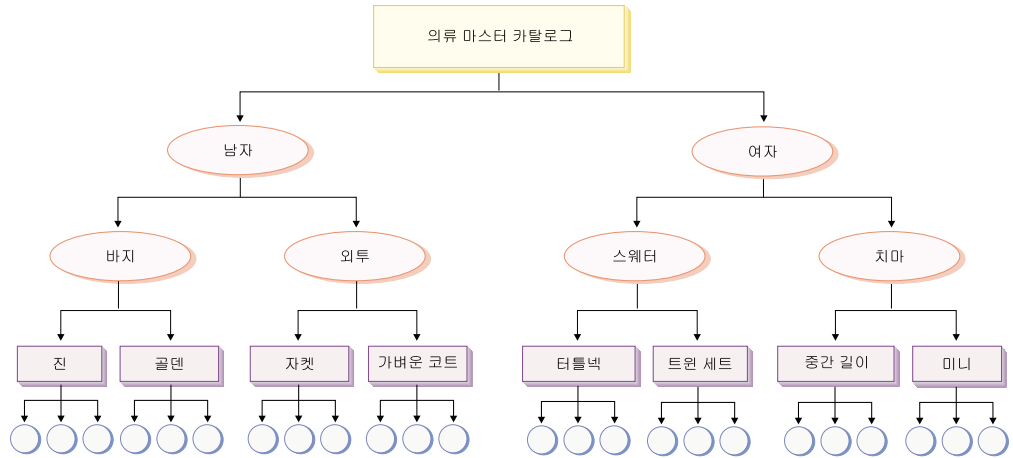 의류 마스터 카탈로그
남자
여자
바지
외투
스웨터
치마
진
골덴
자켓
가벼운 코트
터틀넥
트윈 세트
중간 길이
미니